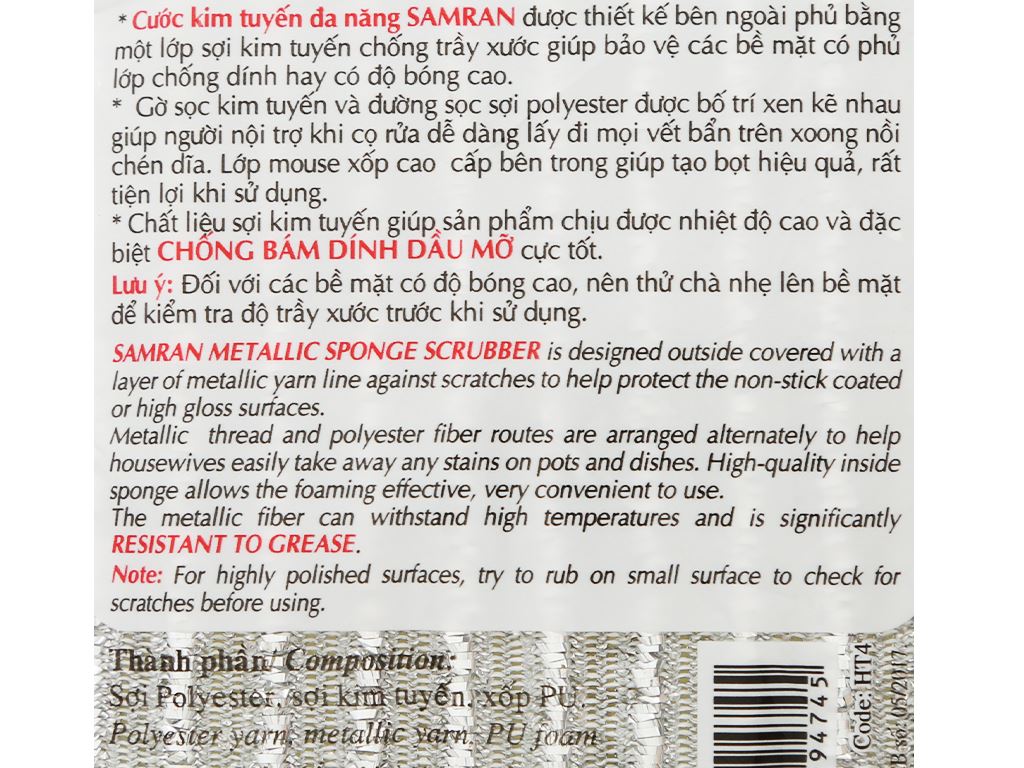 * Cước kim tuyến đa năng SAMRAN được thiết kế bên ngoài phủ bằng
một lớp sợi kim tuyến chống trầy xước giúp bảo vệ các bề mặt có phủ
lớp chống dính hay có độ bóng cao.
* Gờ sọc kim tuyến và đường sọc sợi polyester được bố trí xen kẽ nhau
giúp người nội trợ khi cọ rửa dễ dàng lấy đi mọi vết bẩn trên xoong nồi
chén dĩa. Lớp mouse xốp cao cấp bên trong giúp tạo bọt hiệu quả, rất
tiện lợi khi sử dụng.
* Chất liệu sợi kim tuyến giúp sản phẩm chịu được nhiệt độ cao và đặc
biệt CHỐNG BÁM DÍNH DẦU MỠ cực tốt.
Lưu ý: Đối với các bề mặt có độ bóng cao, nên thử chà nhẹ lên bề mặt
để kiểm tra độ trầy xước trước khi sử dụng.
SAMRAN METALLIC SPONGE SCRUBBER is designed outside covered with a
layer of metallic yarn line against scratches to help protect the non-stick coated
or high gloss surfaces.
Metallic thread and polyester fiber routes are arranged alternately to help
housewives easily take away any stains on pots and dishes. High-quality inside
sponge allows the foaming effective, very convenient to use.
The metallic fiber can withstand high temperatures and is significantly
RESISTANT TO GREASE.
Note: For highly polished surfaces, try to rub on small surface to check for
scratches before using.
Thành phần/ Composition:
Sợi Polyester, sợi kim tuyến, xốp PU.
Polyester yarn, metallic yarn, PU foam
94745
Code: HT4